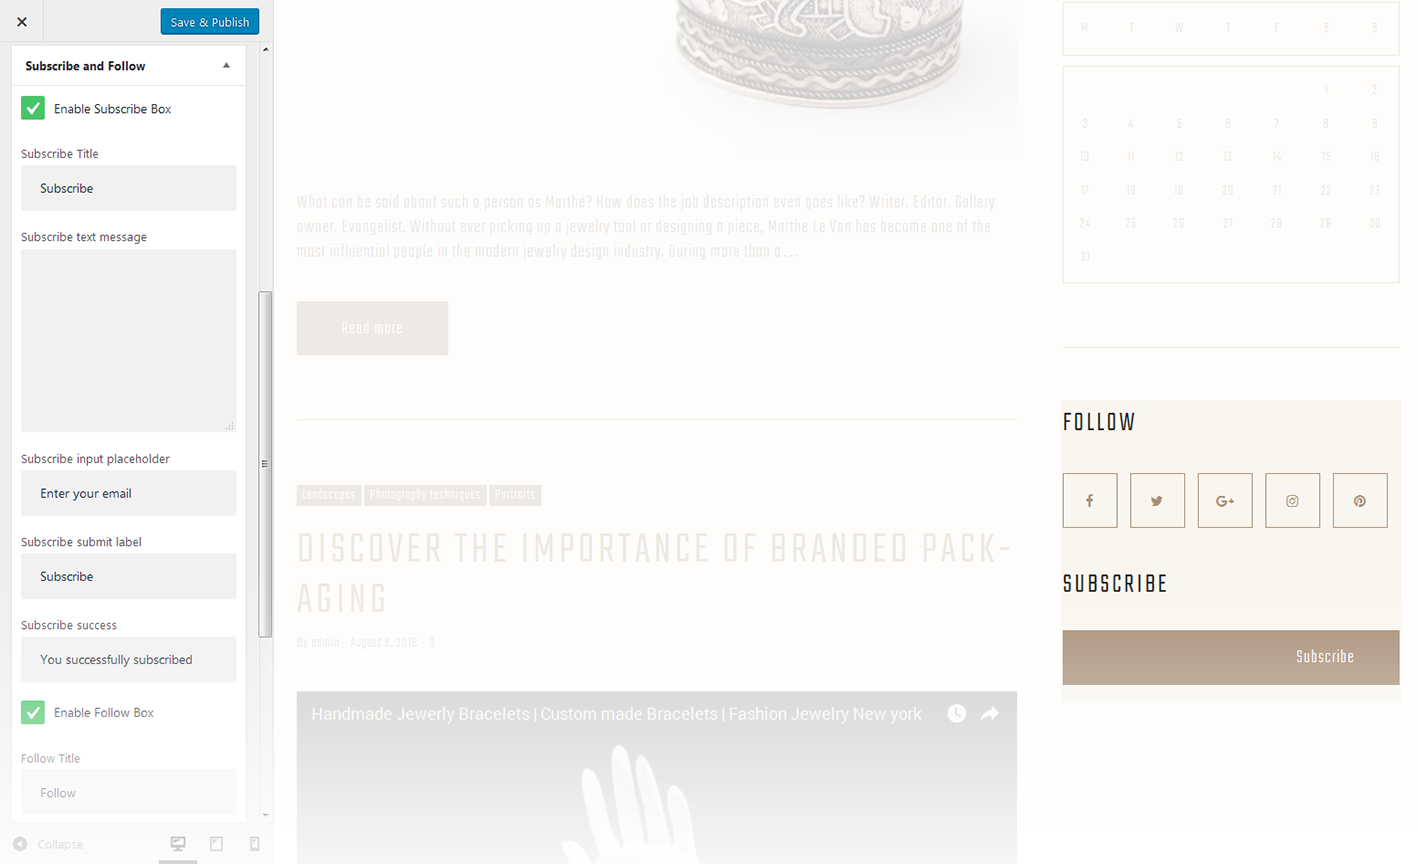 Save & Publish
Subscribe and Follow
Enable Subscribe Box
Subscribe Title
Subscribe
Subscribe text message
Subscribe input placeholder
Enter your email
Subscribe submit label
Subscribe
Subscribe success
You successfully subscribed
Enable Follow Box
Follow Title
Follow
Collapse
What can be said about such a person as Marthe? How does the job description even goes like? Writer. Editor. Gallery
owner. Evangelist. Without ever picking up a jewelry tool or designing a piece, Marthe Le Van has become one of the
most influential people in the modern jewelry design industry. During more than a...
Read more
Landscapes Photography techniques Portraits
DISCOVER THE IMPORTANCE OF BRANDED PACK-
AGING
By admin - August 9, 2016 - 0
Handmade Jewerly Bracelets | Custom made Bracelets | Fashion Jewelry New york
M T W T F S S
1 2
3 4 5 6 7 8 9
10 11 12 13 14 15 16
17 18 19 20 21 22 23
24 25 26 27 28 29 30
31
FOLLOW
G+
SUBSCRIBE
Subscribe